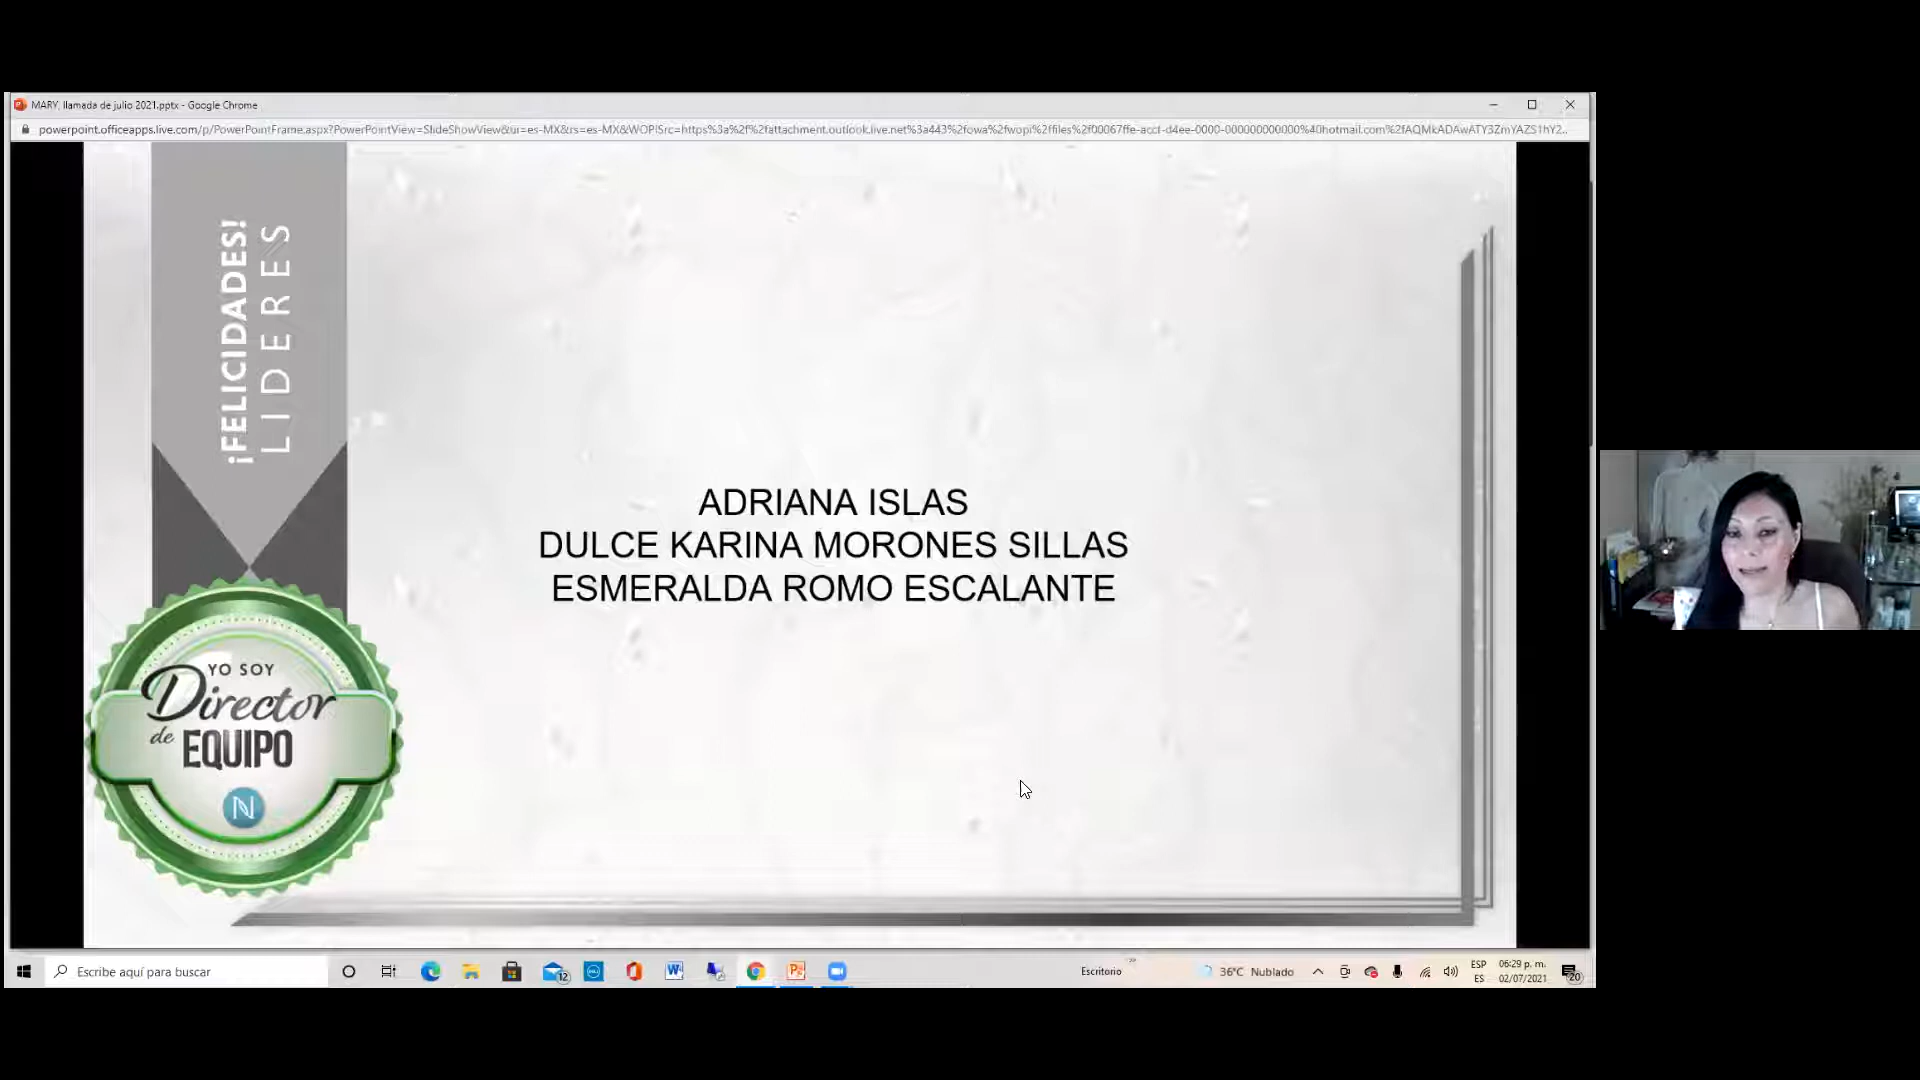 MARY, llamada de julio 2021.pptx - Google Chrome
¡FELICIDADES!
LIDERES
ADRIANA ISLAS
DULCE KARINA MORONES SILLAS
ESMERALDA ROMO ESCALANTE
YO SOY
Director
de EQUIPO
N
Escribe aquí para buscar
12
Escritorio
36°C Nublado
ESP
ES
06:29 p. m.
02/07/2021
20